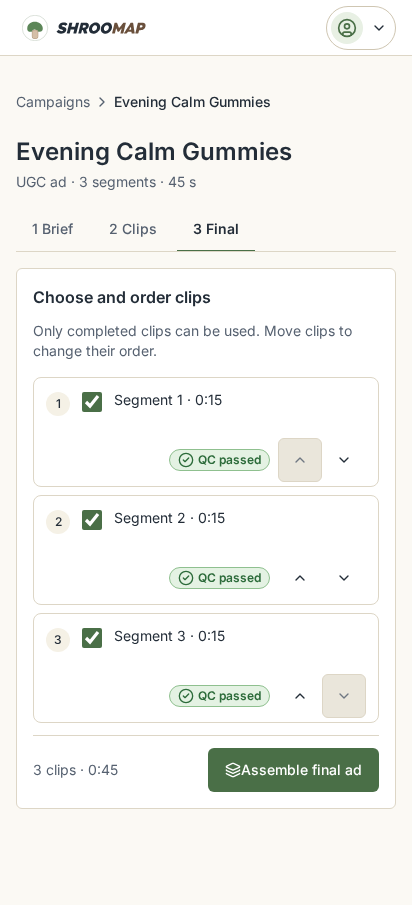 SHROOMAP
Campaigns > Evening Calm Gummies
Evening Calm Gummies
UGC ad · 3 segments · 45 s
1 Brief 2 Clips 3 Final
Choose and order clips
Only completed clips can be used. Move clips to
change their order.
1 Segment 1 · 0:15
QC passed
2 Segment 2 · 0:15
QC passed
3 Segment 3 · 0:15
QC passed
3 clips · 0:45 Assemble final ad